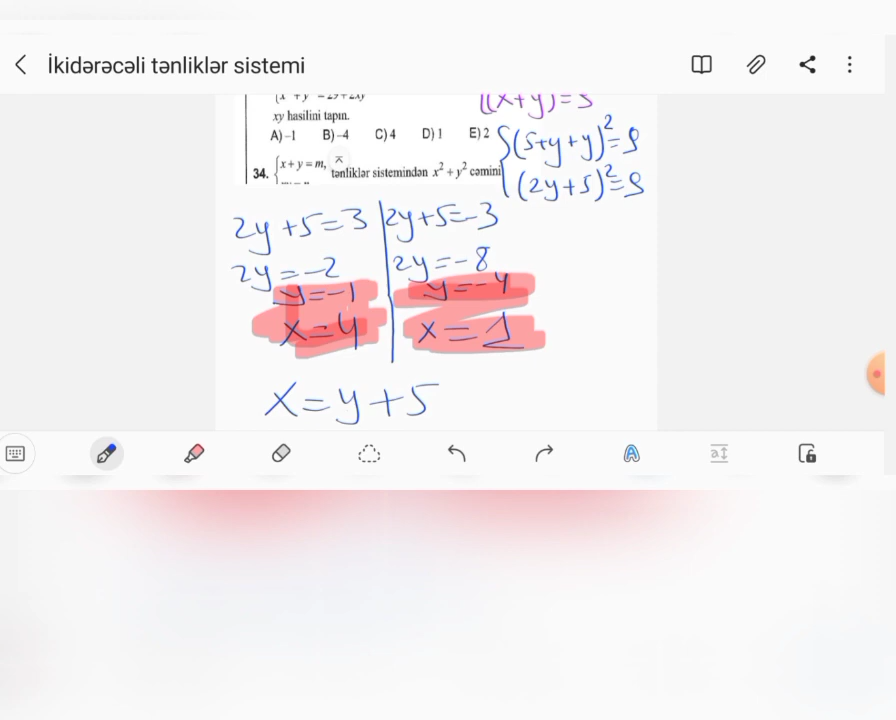 İkidərəcəli tənliklər sistemi
xy hasilini tapın.
A) -1 B) -4 C) 4 D) 1 E) 2
((x+y)=9
(5+y+y)²=9
(2y+5)²=9
34. {x+y=m, tənliklər sistemindən x²+y² cəmini
2y+5=3 | 2y+5=-3
2y=-2 | 2y=-8
y=-1 | y=-4
x=4 | x=1
x=y+5